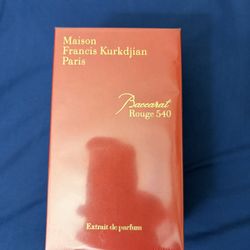 Maison
Francis Kurkdjian
Paris
Baccarat
Rouge 540
Extrait de parfum